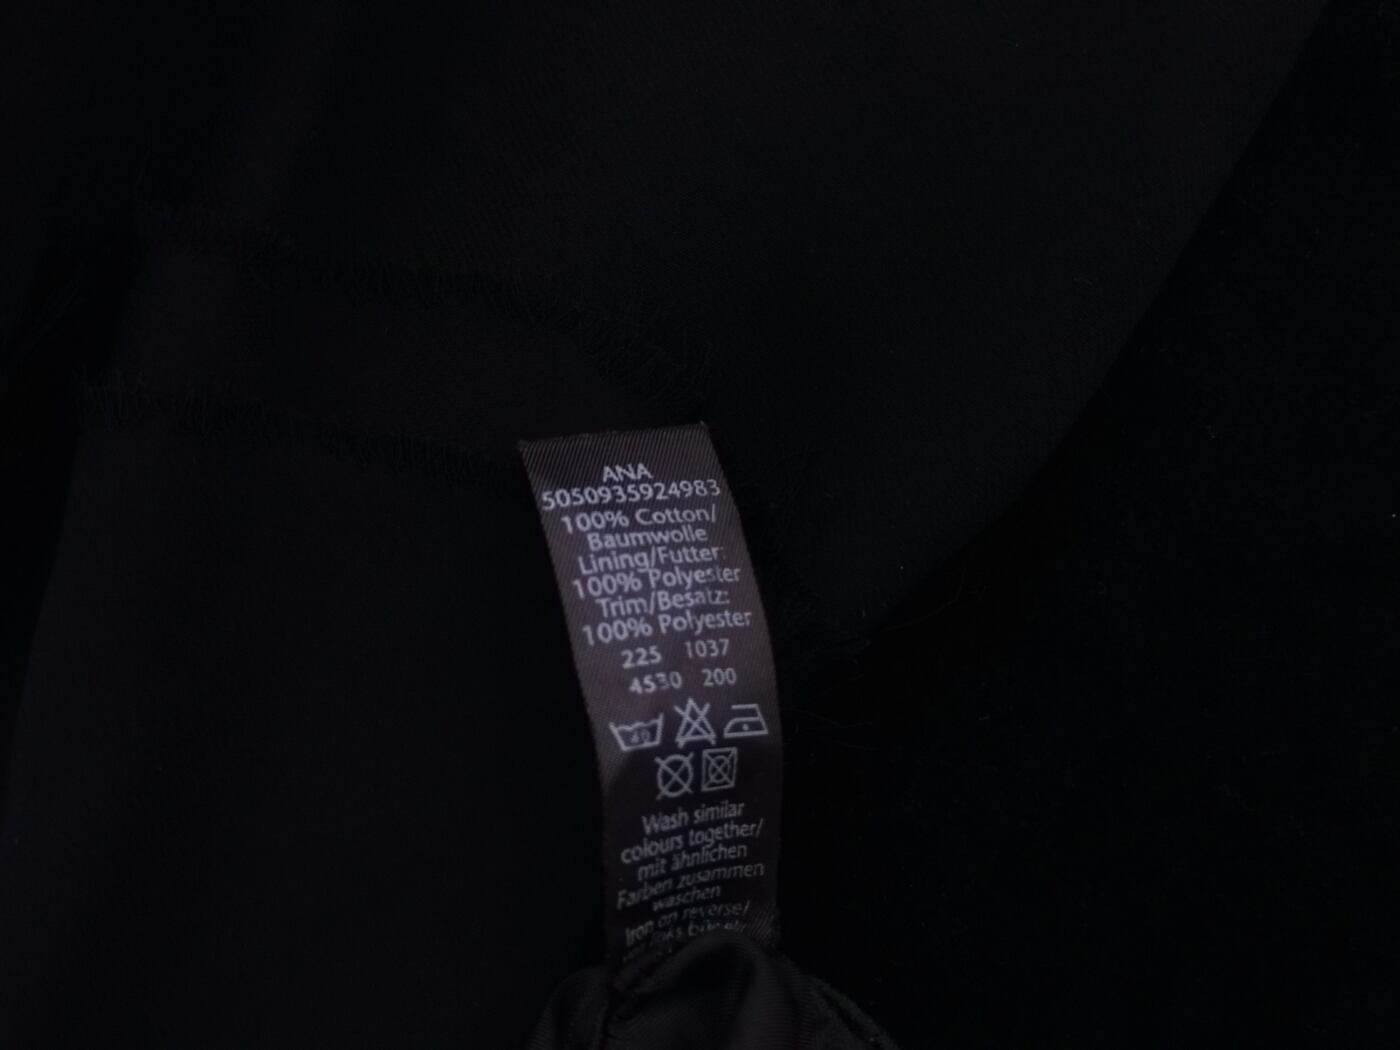 ANA
5050935924983
100% Cotton/
Baumwolle
Lining/Futter:
100% Polyester
Trim/Besatz:
100% Polyester
225 1037
4530 200
40
Wash similar
colours together/
mit ähnlichen
Farben zusammen
waschen
Iron on reverse/